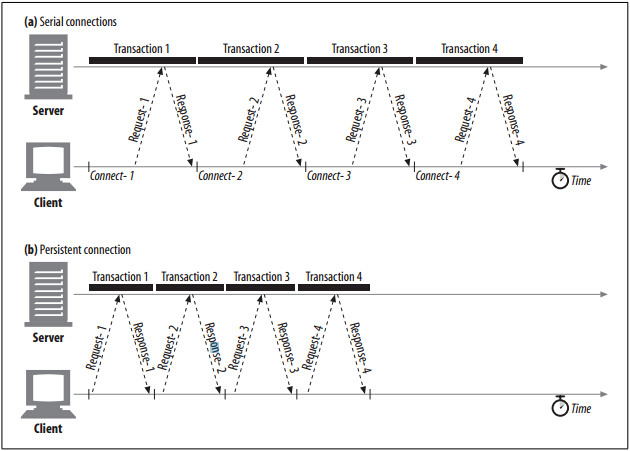 (a) Serial connections
Transaction 1 Transaction 2 Transaction 3 Transaction 4
Server
Request- 1 Response- 1 Request- 2 Response- 2 Request- 3 Response- 3 Request- 4 Response- 4
Connect- 1 Connect- 2 Connect- 3 Connect- 4 Time
Client
(b) Persistent connection
Transaction 1 Transaction 2 Transaction 3 Transaction 4
Server
Request- 1 Response- 1 Request- 2 Response- 2 Request- 3 Response- 3 Request- 4 Response- 4
Time
Client